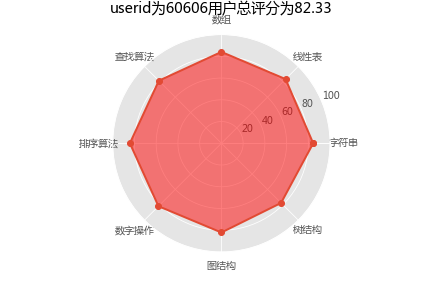 userid为60606用户总评分为82.33
数组
查找算法
线性表
100
80
60
40
20
排序算法
字符串
数字操作
树结构
图结构